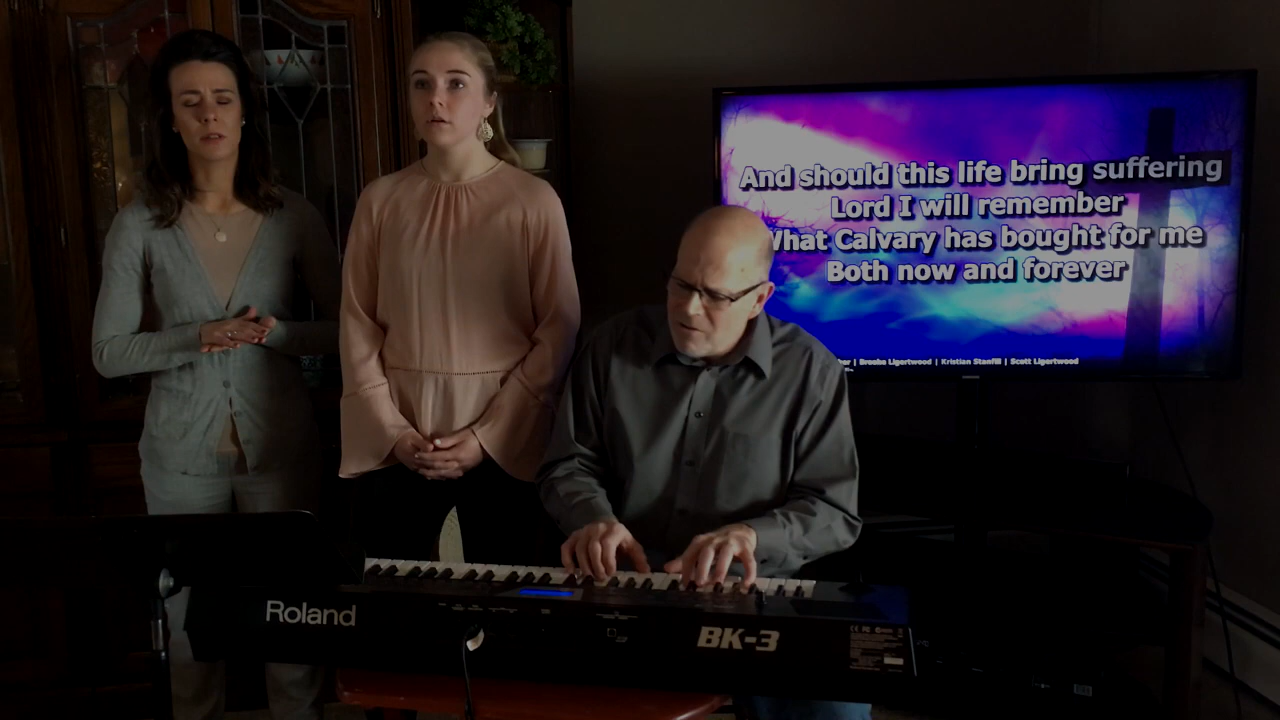 And should this life bring suffering
Lord I will remember
What Calvary has bought for me
Both now and forever
| Brooke Ligertwood | Kristian Stanfill | Scott Ligertwood
Roland
BK-3